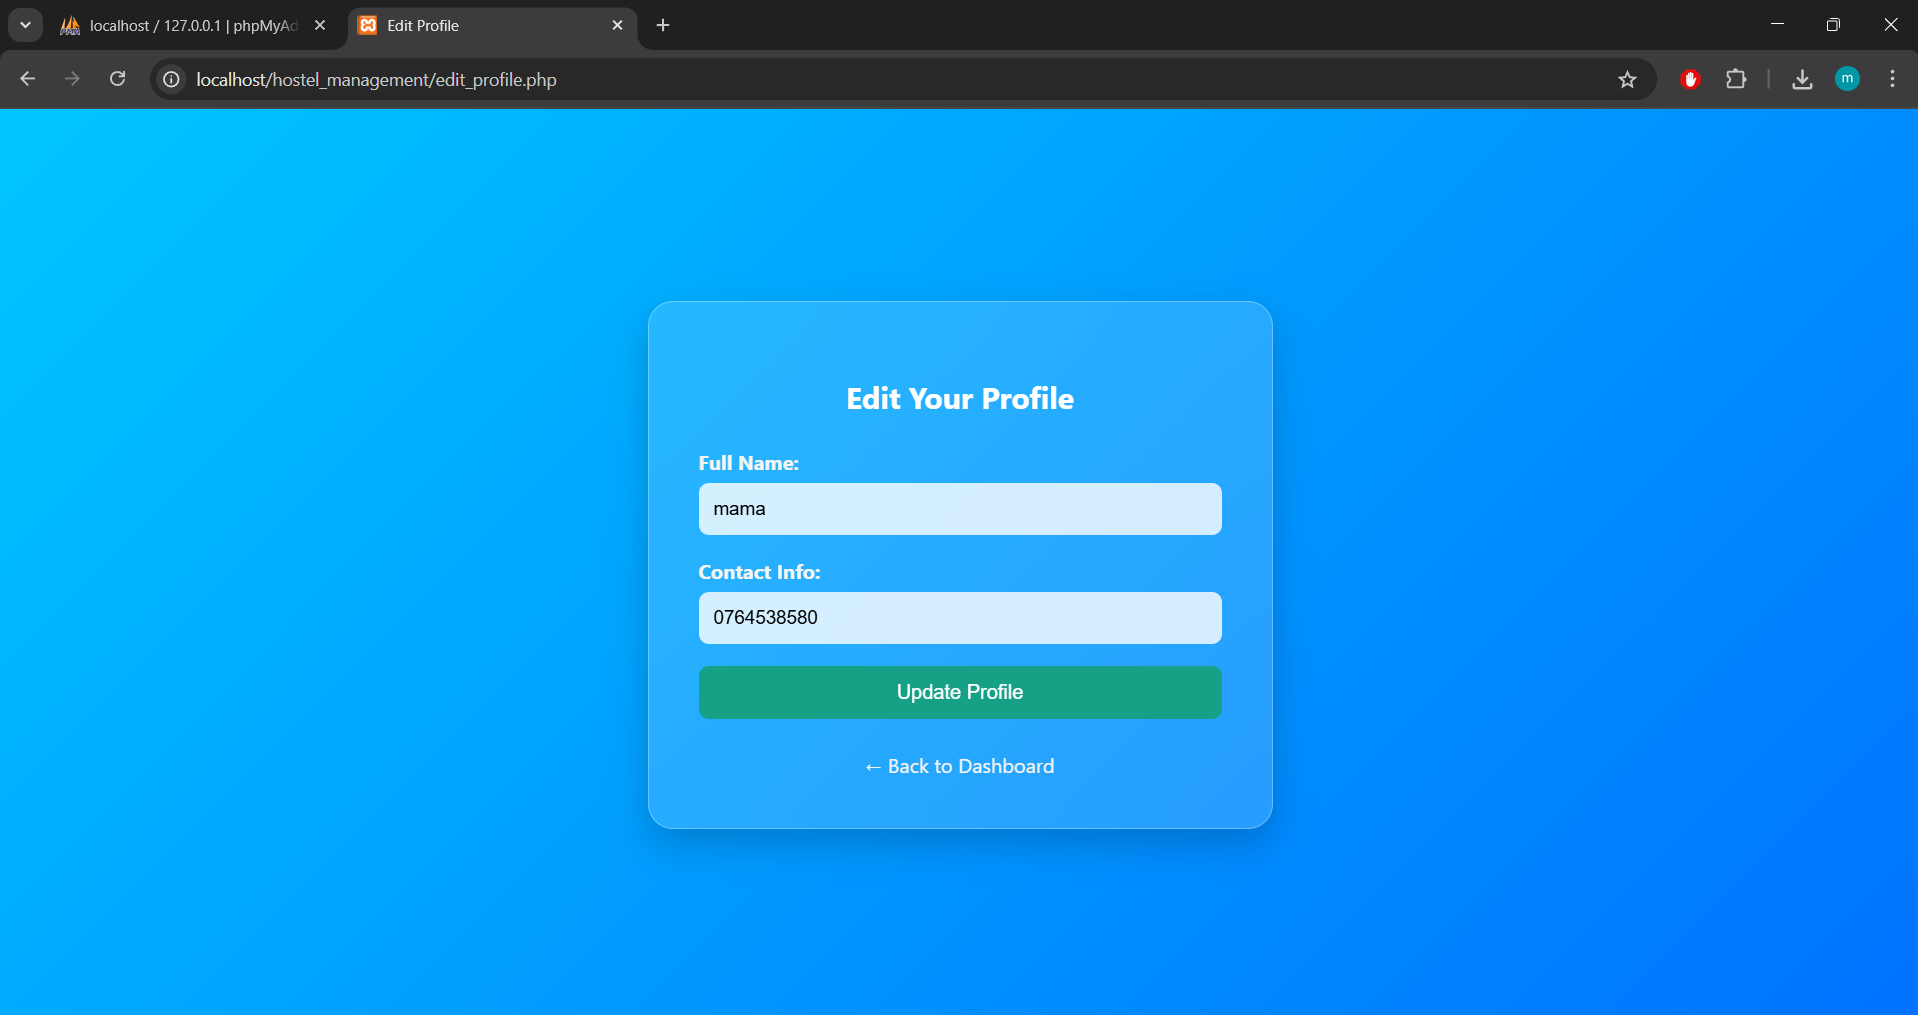 localhost / 127.0.0.1 | phpMyAd
Edit Profile
localhost/hostel_management/edit_profile.php
m
Edit Your Profile
Full Name:
mama
Contact Info:
0764538580
Update Profile
← Back to Dashboard